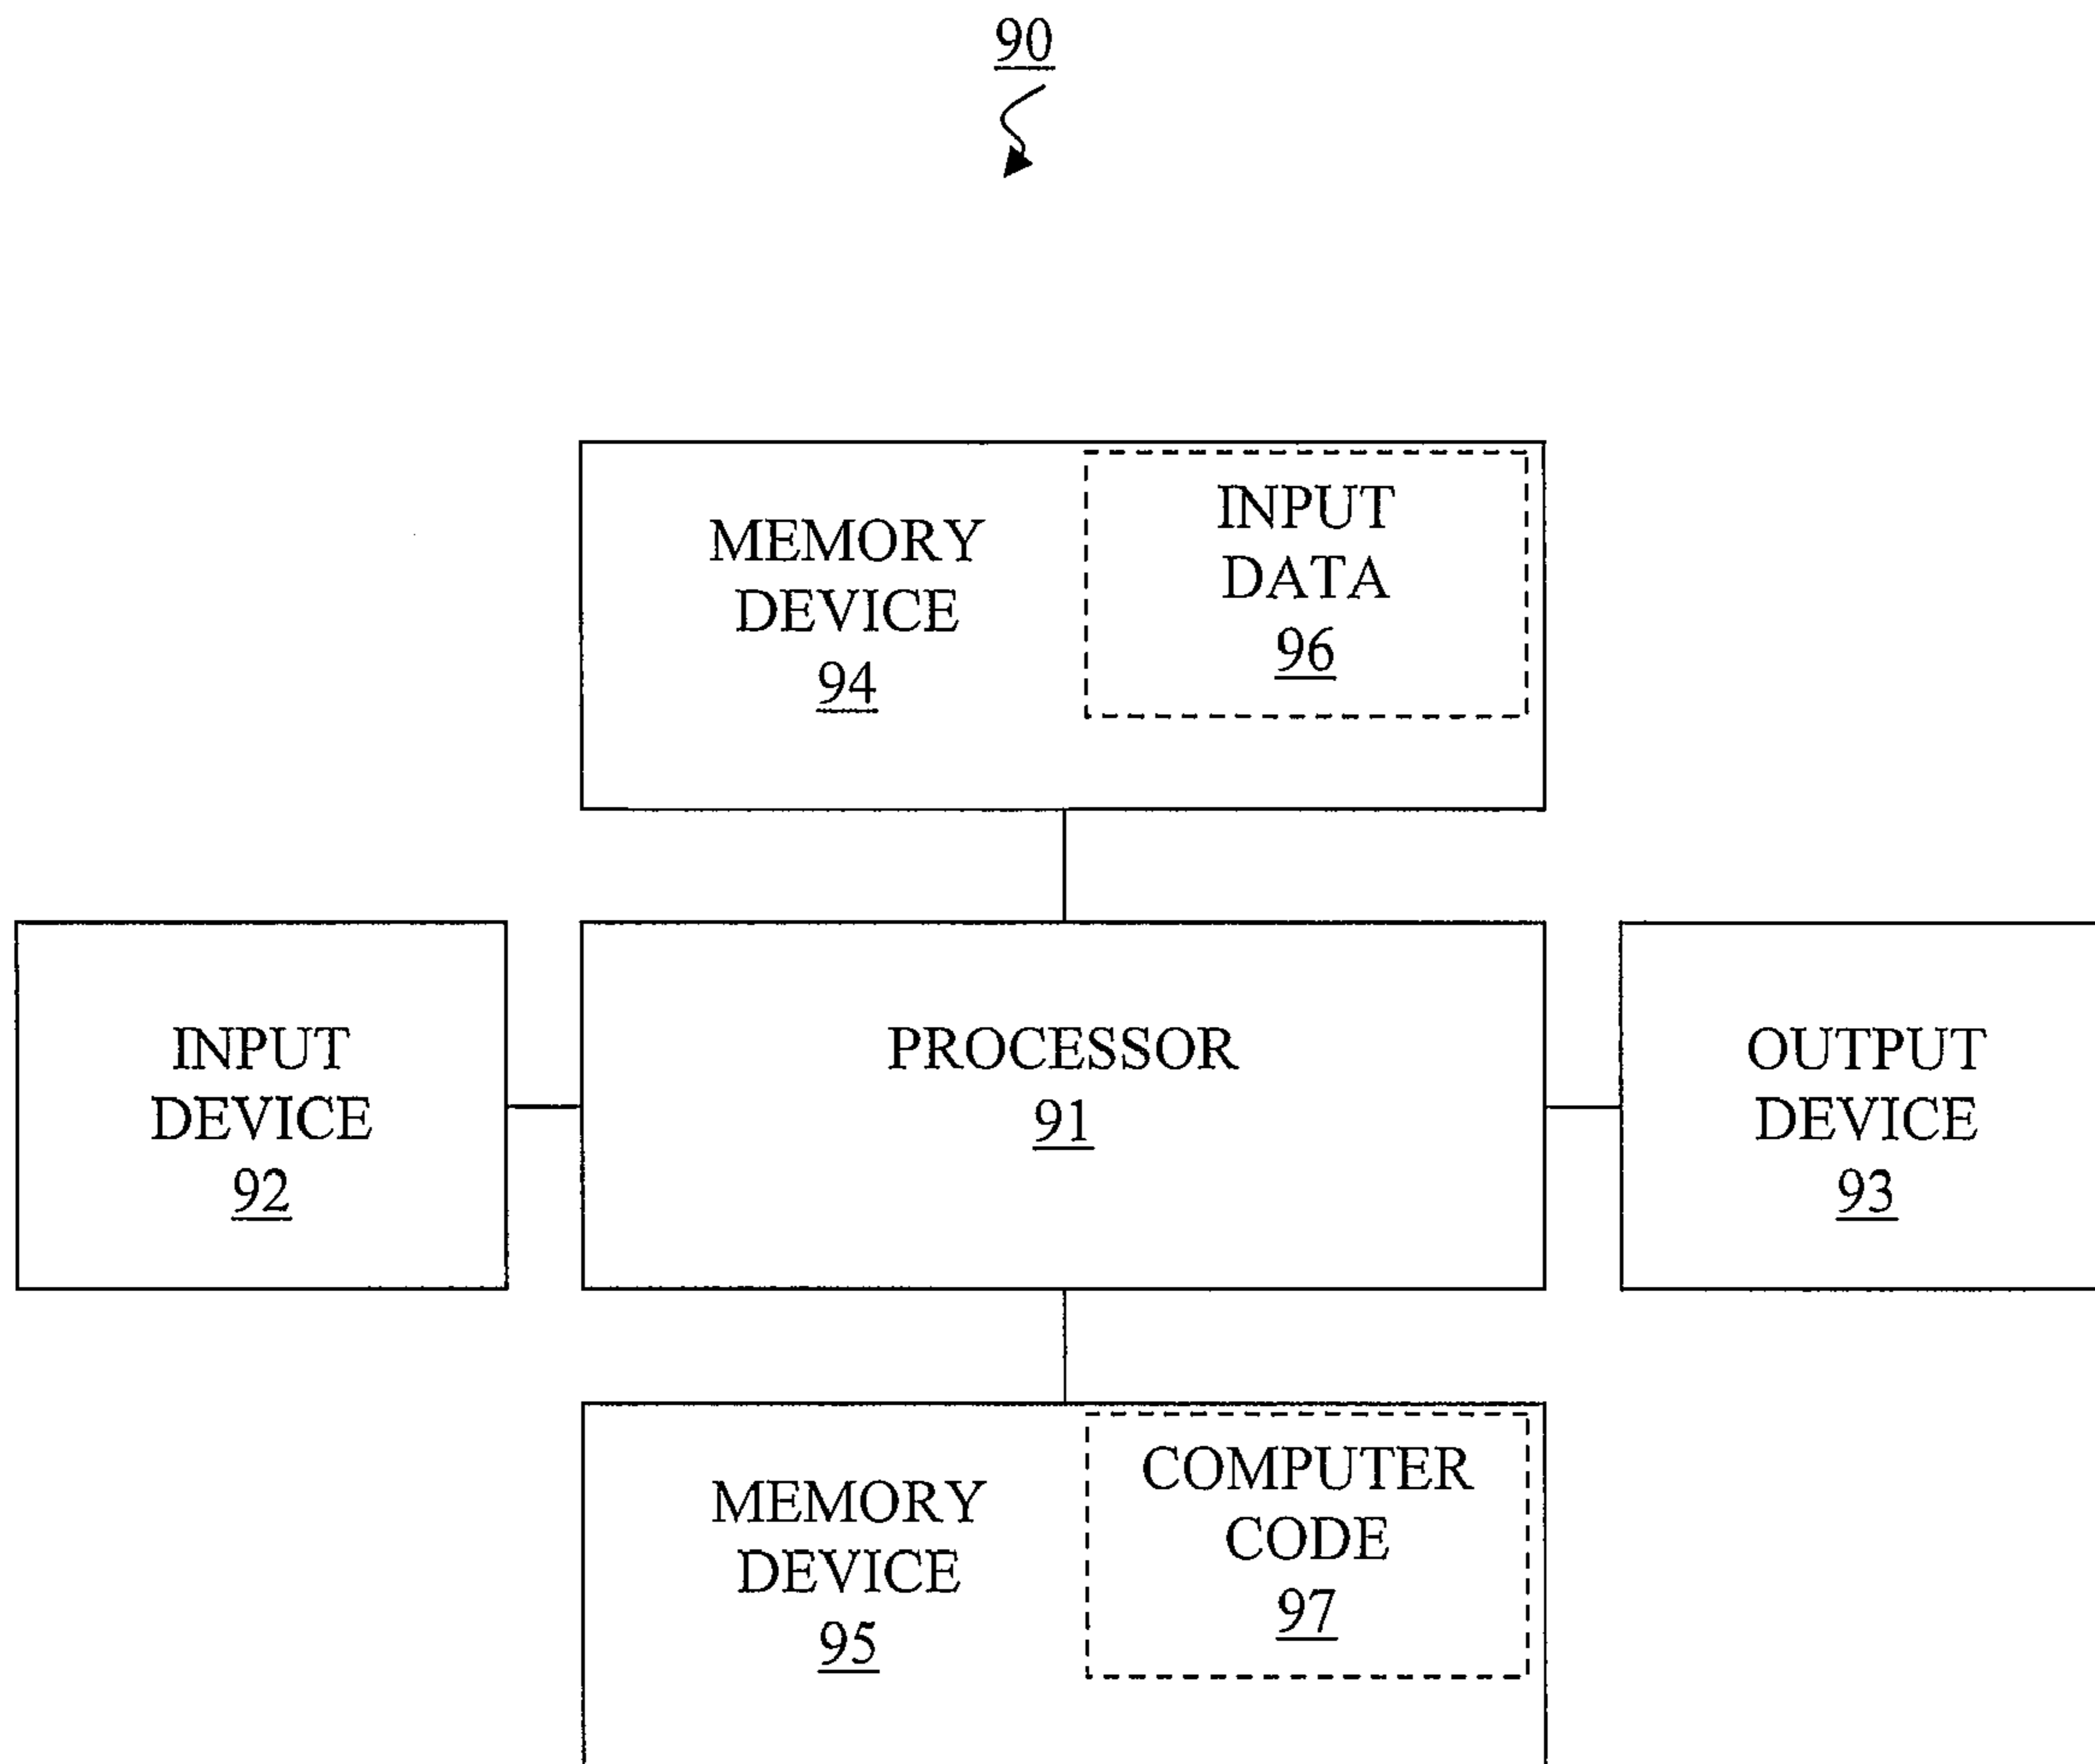 90
MEMORY
DEVICE
94
INPUT
DATA
96
INPUT
DEVICE
92
PROCESSOR
91
OUTPUT
DEVICE
93
MEMORY
DEVICE
95
COMPUTER
CODE
97